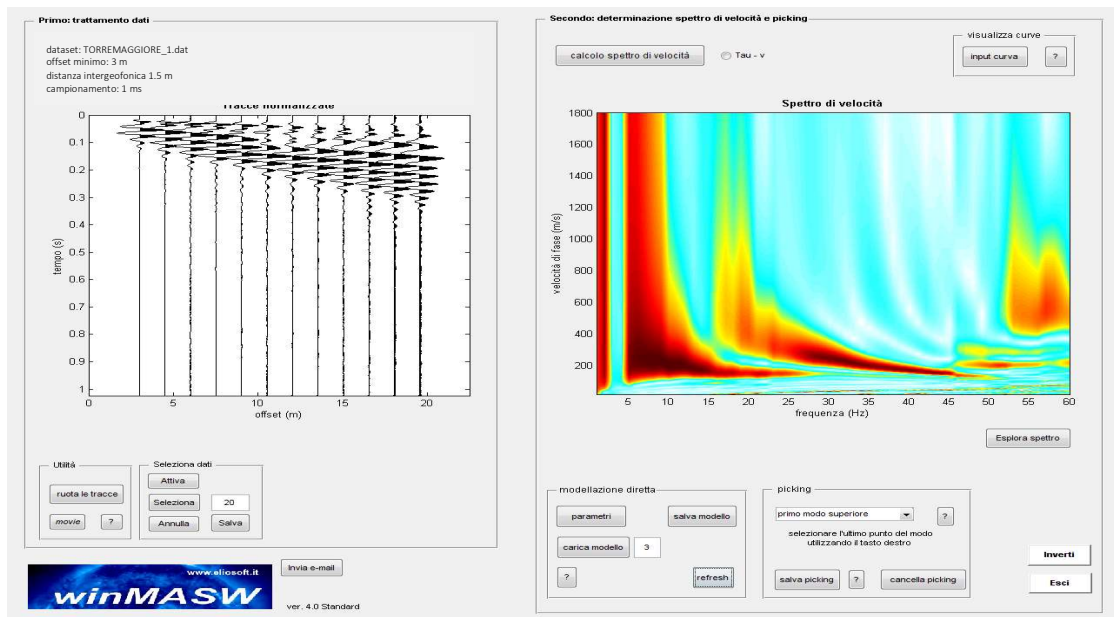 Primo: trattamento dati
dataset: TORREMAGGIORE_1.dat
offset minimo: 3 m
distanza intergeofonica 1.5 m
campionamento: 1 ms
Tracce normalizzate
0
0.1
0.2
0.3
0.4
0.5
0.6
0.7
0.8
0.9
1
tempo (s)
0 5 10 15 20
offset (m)
Utilità
ruota le tracce
movie ?
Seleziona dati
Attiva
Seleziona 20
Annulla Salva
www.eliosoft.it
winMASW
Invia e-mail
ver. 4.0 Standard
Secondo: determinazione spettro di velocità e picking
calcolo spettro di velocità
Tau - v
visualizza curve
input curva ?
Spettro di velocità
1800
1600
1400
1200
1000
800
600
400
200
velocità di fase (m/s)
5 10 15 20 25 30 35 40 45 50 55 60
frequenza (Hz)
Esplora spettro
modellazione diretta
parametri salva modello
carica modello 3
? refresh
picking
primo modo superiore ?
selezionare l'ultimo punto del modo
utilizzando il tasto destro
salva picking ? cancella picking
Inverti
Esci